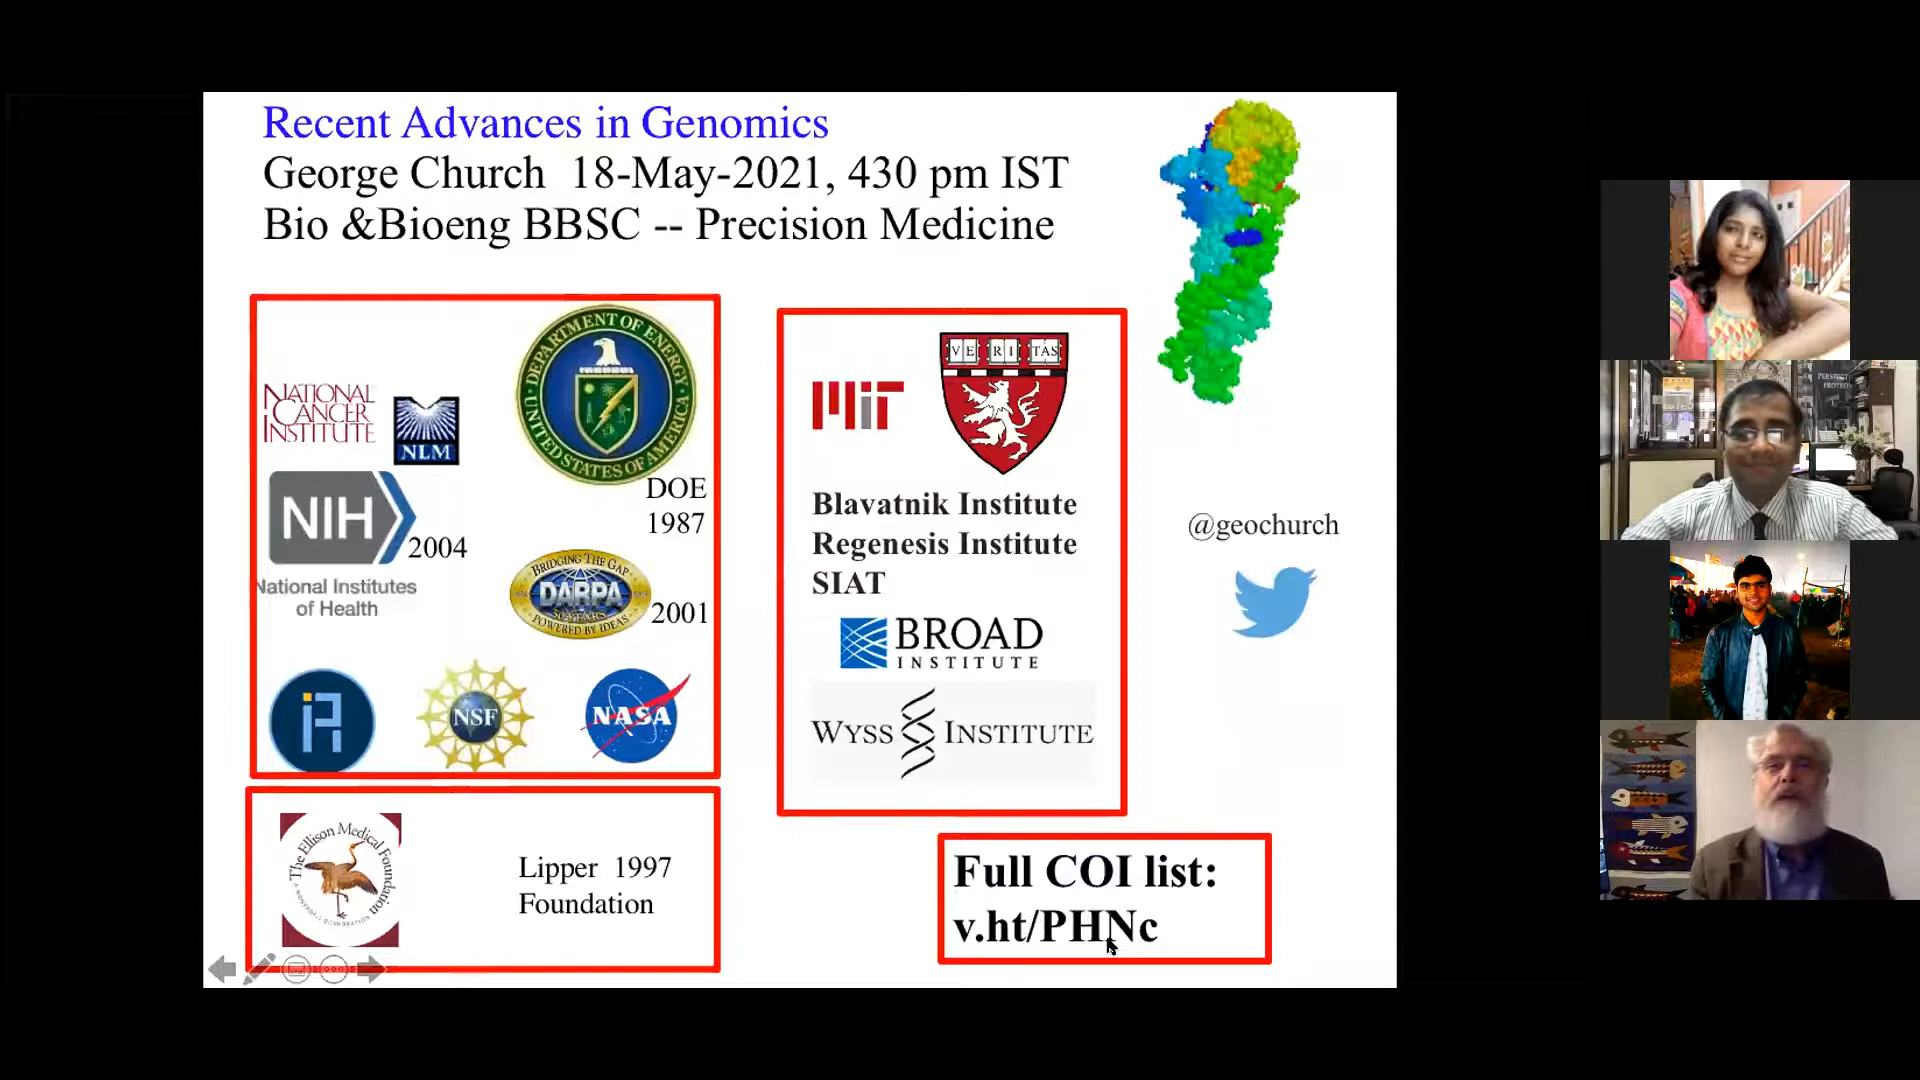 Recent Advances in Genomics
George Church 18-May-2021, 430 pm IST
Bio &Bioeng BBSC -- Precision Medicine
DEPARTMENT OF ENERGY
UNITED STATES OF AMERICA
NATIONAL
CANCER
INSTITUTE
NLM
DOE
1987
NIH
2004
National Institutes
of Health
BRIDGING THE GAP
DARPA
POWERED BY IDEAS
2001
NSF
NASA
The Ellison Medical Foundation
Lipper 1997
Foundation
MIT
VE RI TAS
Blavatnik Institute
Regenesis Institute
SIAT
BROAD
INSTITUTE
WYSS INSTITUTE
@geochurch
Full COI list:
v.ht/PHNc